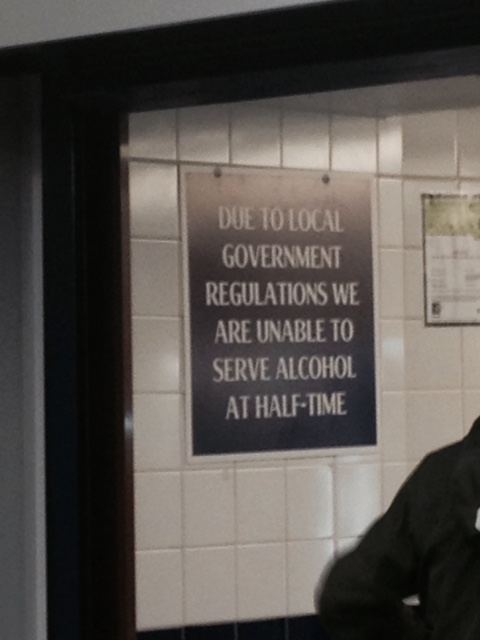 DUE TO LOCAL
GOVERNMENT
REGULATIONS WE
ARE UNABLE TO
SERVE ALCOHOL
AT HALF-TIME